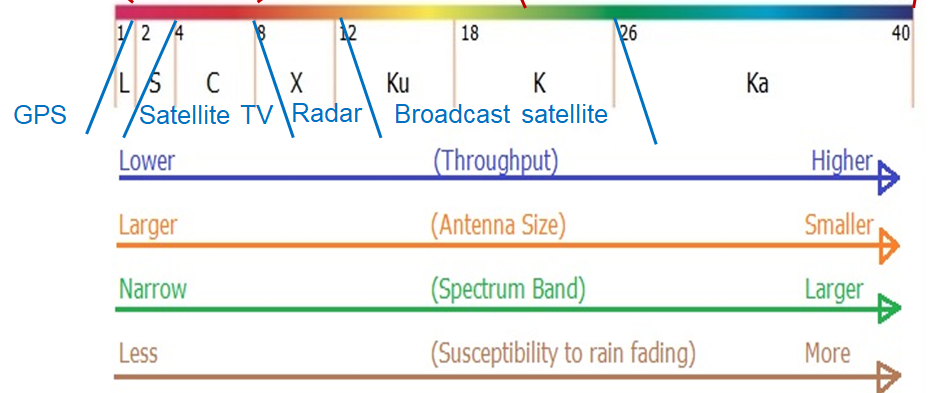 1 2 4 8 12 18 26 40
L S C X Ku K Ka
GPS Satellite TV Radar Broadcast satellite
Lower (Throughput) Higher
Larger (Antenna Size) Smaller
Narrow (Spectrum Band) Larger
Less (Susceptibility to rain fading) More